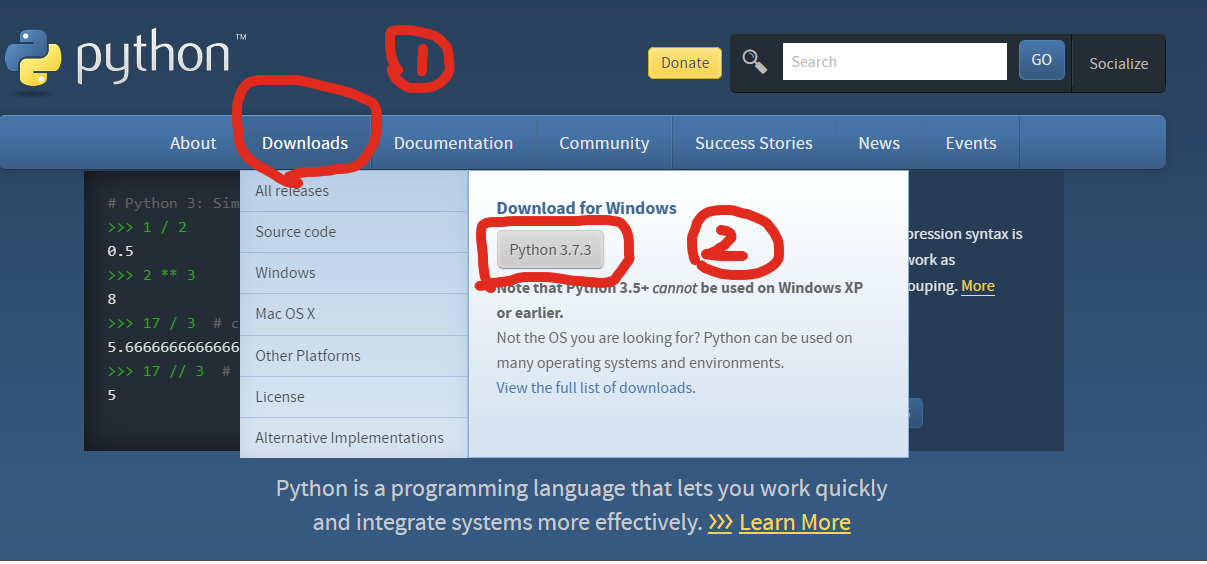 python™
1
Donate
Search
GO
Socialize
About
Downloads
Documentation
Community
Success Stories
News
Events
All releases
Source code
Windows
Mac OS X
Other Platforms
License
Alternative Implementations
Download for Windows
Python 3.7.3
2
Note that Python 3.5+ cannot be used on Windows XP
or earlier.
Not the OS you are looking for? Python can be used on
many operating systems and environments.
View the full list of downloads.
# Python 3: Sim
>>> 1 / 2
0.5
>>> 2 ** 3
8
>>> 17 / 3 # c
5.6666666666666
>>> 17 // 3 #
5
pression syntax is
work as
ouping. More
Python is a programming language that lets you work quickly
and integrate systems more effectively. >>> Learn More